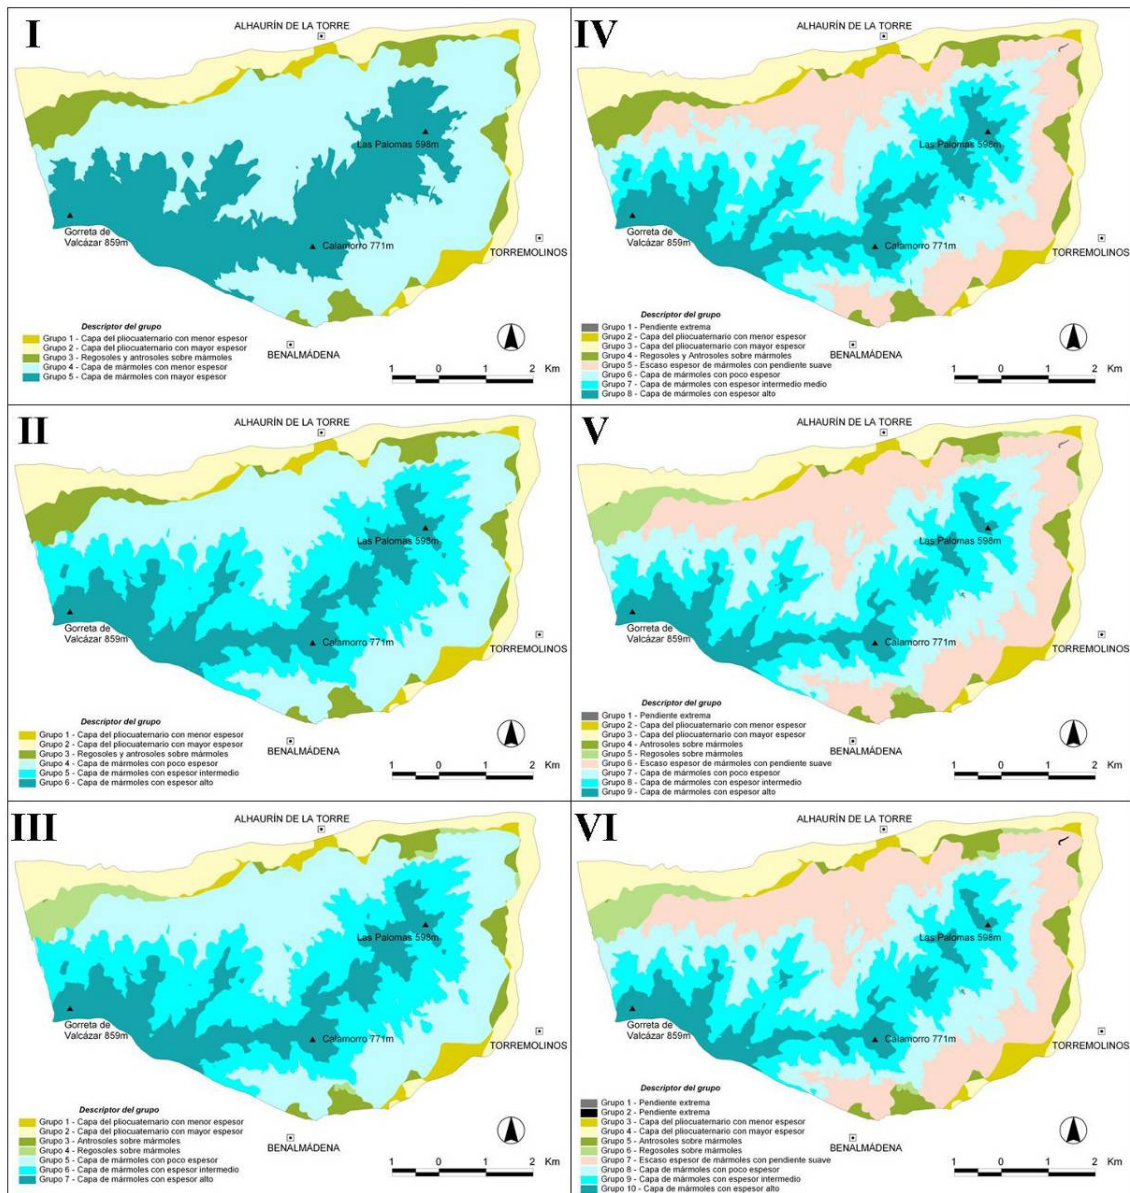 I
ALHAURÍN DE LA TORRE
Las Palomas 598m
Gorreta de
Valcázar 859m
Calamorro 771m
TORREMOLINOS
BENALMÁDENA
Descriptor del grupo
Grupo 1 - Capa del pliocuaternario con menor espesor
Grupo 2 - Capa del pliocuaternario con mayor espesor
Grupo 3 - Regosoles y antrosoles sobre mármoles
Grupo 4 - Capa de mármoles con menor espesor
Grupo 5 - Capa de mármoles con mayor espesor
1 0 1 2 Km
IV
ALHAURÍN DE LA TORRE
Las Palomas 598m
Gorreta de
Valcázar 859m
Calamorro 771m
TORREMOLINOS
BENALMÁDENA
Descriptor del grupo
Grupo 1 - Pendiente extrema
Grupo 2 - Capa del pliocuaternario con menor espesor
Grupo 3 - Capa del pliocuaternario con mayor espesor
Grupo 4 - Regosoles y Antrosoles sobre mármoles
Grupo 5 - Escaso espesor de mármoles con pendiente suave
Grupo 6 - Capa de mármoles con poco espesor
Grupo 7 - Capa de mármoles con espesor intermedio medio
Grupo 8 - Capa de mármoles con espesor alto
1 0 1 2 Km
II
ALHAURÍN DE LA TORRE
Las Palomas 598m
Gorreta de
Valcázar 859m
Calamorro 771m
TORREMOLINOS
BENALMÁDENA
Descriptor del grupo
Grupo 1 - Capa del pliocuaternario con menor espesor
Grupo 2 - Capa del pliocuaternario con mayor espesor
Grupo 3 - Regosoles y antrosoles sobre mármoles
Grupo 4 - Capa de mármoles con poco espesor
Grupo 5 - Capa de mármoles con espesor intermedio
Grupo 6 - Capa de mármoles con espesor alto
1 0 1 2 Km
V
ALHAURÍN DE LA TORRE
Las Palomas 598m
Gorreta de
Valcázar 859m
Calamorro 771m
TORREMOLINOS
BENALMÁDENA
Descriptor del grupo
Grupo 1 - Pendiente extrema
Grupo 2 - Capa del pliocuaternario con menor espesor
Grupo 3 - Capa del pliocuaternario con mayor espesor
Grupo 4 - Antrosoles sobre mármoles
Grupo 5 - Regosoles sobre mármoles
Grupo 6 - Escaso espesor de mármoles con pendiente suave
Grupo 7 - Capa de mármoles con poco espesor
Grupo 8 - Capa de mármoles con espesor intermedio
Grupo 9 - Capa de mármoles con espesor alto
1 0 1 2 Km
III
ALHAURÍN DE LA TORRE
Las Palomas 598m
Gorreta de
Valcázar 859m
Calamorro 771m
TORREMOLINOS
BENALMÁDENA
Descriptor del grupo
Grupo 1 - Capa del pliocuaternario con menor espesor
Grupo 2 - Capa del pliocuaternario con mayor espesor
Grupo 3 - Antrosoles sobre mármoles
Grupo 4 - Regosoles sobre mármoles
Grupo 5 - Capa de mármoles con poco espesor
Grupo 6 - Capa de mármoles con espesor intermedio
Grupo 7 - Capa de mármoles con espesor alto
1 0 1 2 Km
VI
ALHAURÍN DE LA TORRE
Las Palomas 598m
Gorreta de
Valcázar 859m
Calamorro 771m
TORREMOLINOS
BENALMÁDENA
Descriptor del grupo
Grupo 1 - Pendiente extrema
Grupo 2 - Pendiente extrema
Grupo 3 - Capa del pliocuaternario con menor espesor
Grupo 4 - Capa del pliocuaternario con mayor espesor
Grupo 5 - Antrosoles sobre mármoles
Grupo 6 - Regosoles sobre mármoles
Grupo 7 - Escaso espesor de mármoles con pendiente suave
Grupo 8 - Capa de mármoles con poco espesor
Grupo 9 - Capa de mármoles con espesor intermedio
Grupo 10 - Capa de mármoles con espesor alto
1 0 1 2 Km